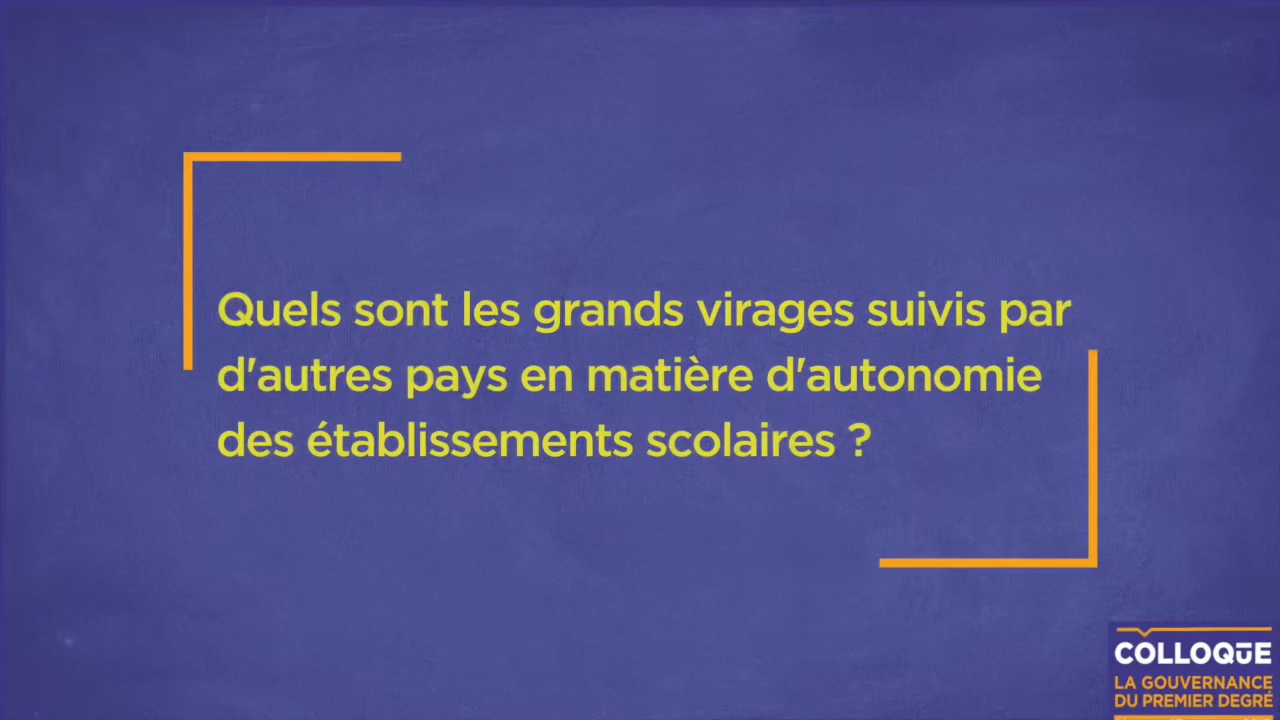 Quels sont les grands virages suivis par
d'autres pays en matière d'autonomie
des établissements scolaires ?
COLLOQUE
LA GOUVERNANCE
DU PREMIER DEGRÉ